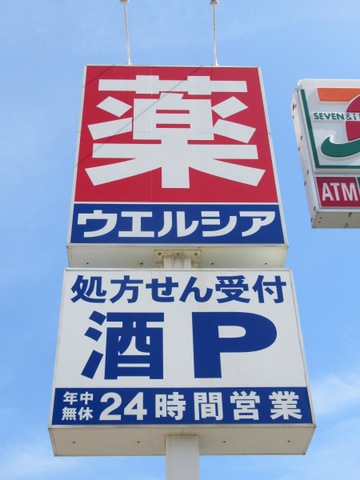 薬
ウエルシア
処方せん受付
酒 P
年中無休 24時間営業
SEVEN & i
ATM